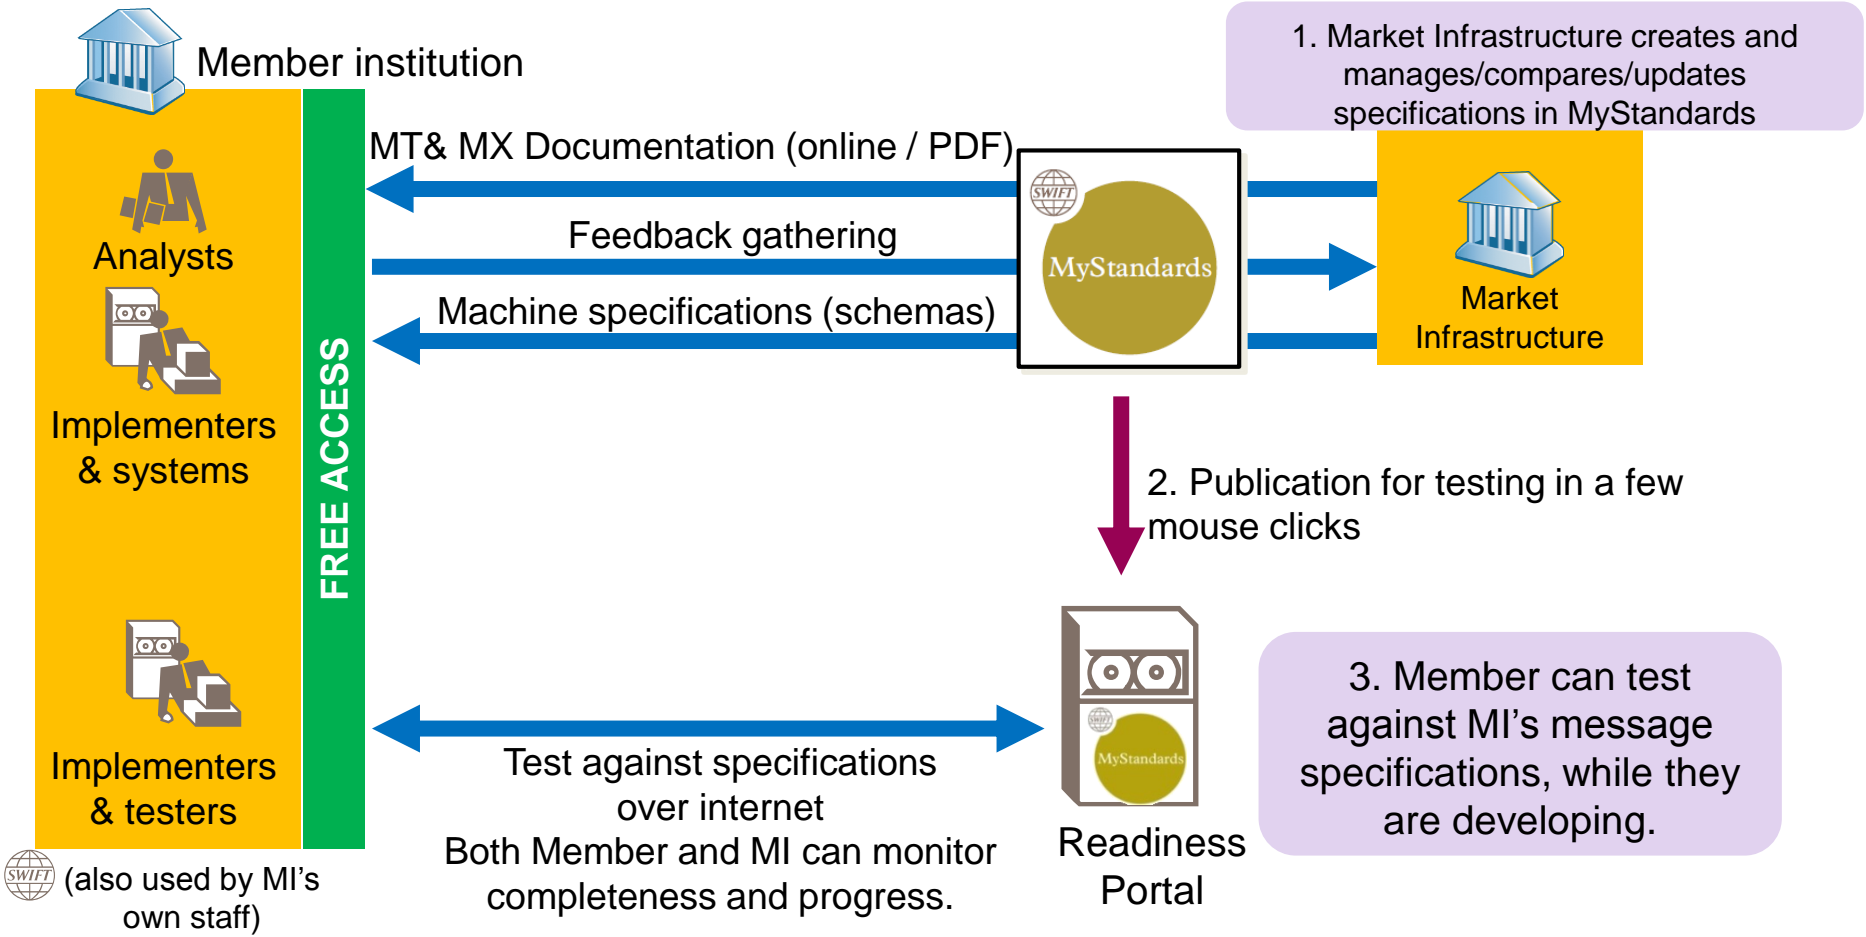 Member institution
1. Market Infrastructure creates and
manages/compares/updates
specifications in MyStandards
MT& MX Documentation (online / PDF)
SWIFT
MyStandards
Feedback gathering
Machine specifications (schemas)
Market
Infrastructure
Analysts
Implementers
& systems
FREE ACCESS
2. Publication for testing in a few
mouse clicks
Implementers
& testers
Test against specifications
over internet
Both Member and MI can monitor
completeness and progress.
SWIFT
MyStandards
Readiness
Portal
3. Member can test
against MI’s message
specifications, while they
are developing.
SWIFT
(also used by MI’s
own staff)